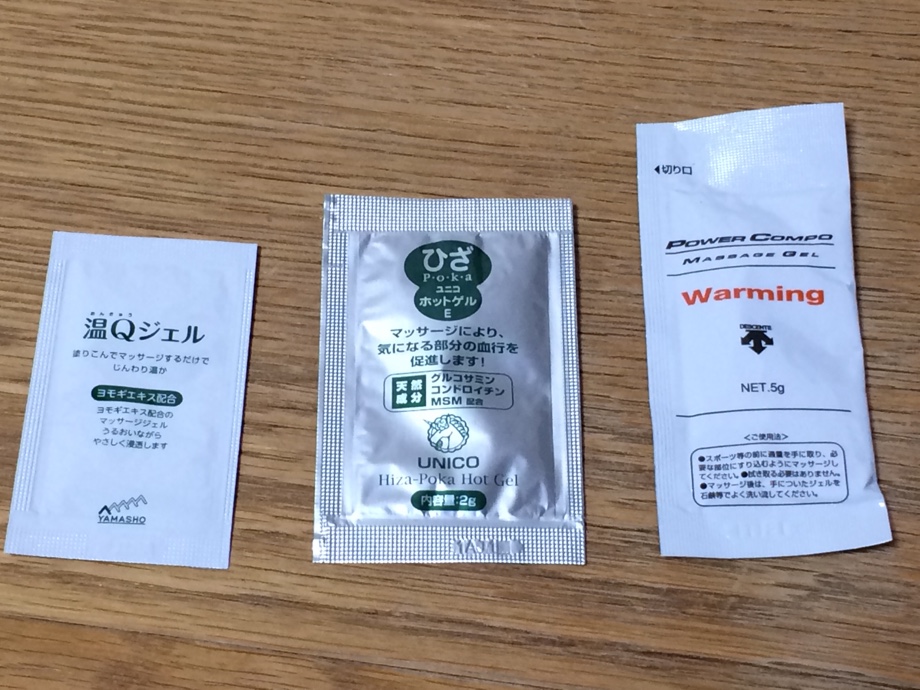 おんきゅう
温Qジェル
塗りこんでマッサージするだけで
じんわり温か
ヨモギエキス配合
ヨモギエキス配合の
マッサージジェル
うるおいながら
やさしく浸透します
YAMASHO
ひざ
P・o・k・a
ユニコ
ホットゲル
E
マッサージにより、
気になる部分の血行を
促進します!
天然
成分
グルコサミン
コンドロイチン
MSM 配合
UNICO
Hiza-Poka Hot Gel
内容量:2g
◀切り口
POWER COMPO
MASSAGE GEL
Warming
DESCENTE
NET.5g
<ご使用法>
●スポーツ等の前に適量を手に取り、必
要な部位にすり込むようにマッサージし
てください。●拭き取る必要はありません。
●マッサージ後は、手についたジェルを
石鹸等でよく洗い流してください。